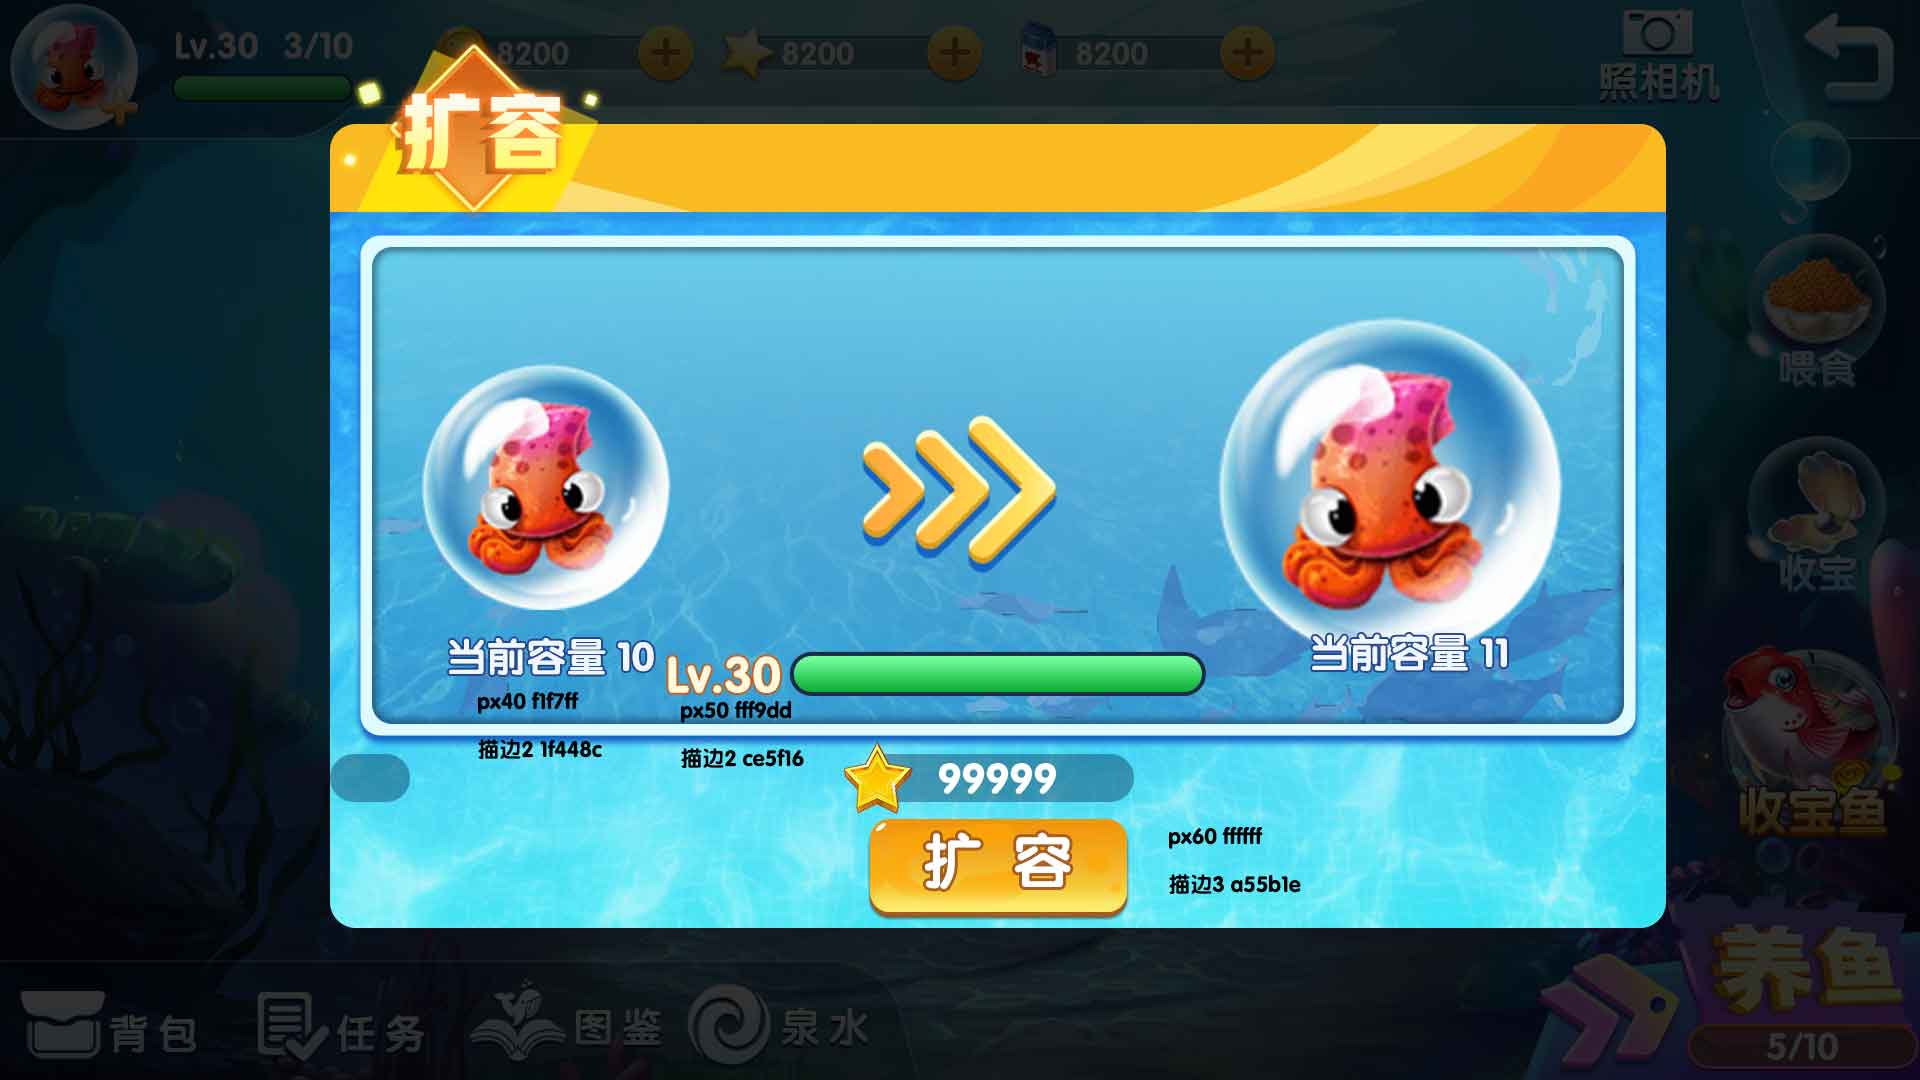 Lv.30 3/10
8200
8200
8200
照相机
扩容
喂食
收宝
当前容量 10
Lv.30
当前容量 11
px40 f1f7ff
px50 fff9dd
描边2 1f448c
描边2 ce5f16
99999
收宝鱼
扩 容
px60 ffffff
描边3 a55b1e
养鱼
5/10
背包
任务
图鉴
泉水